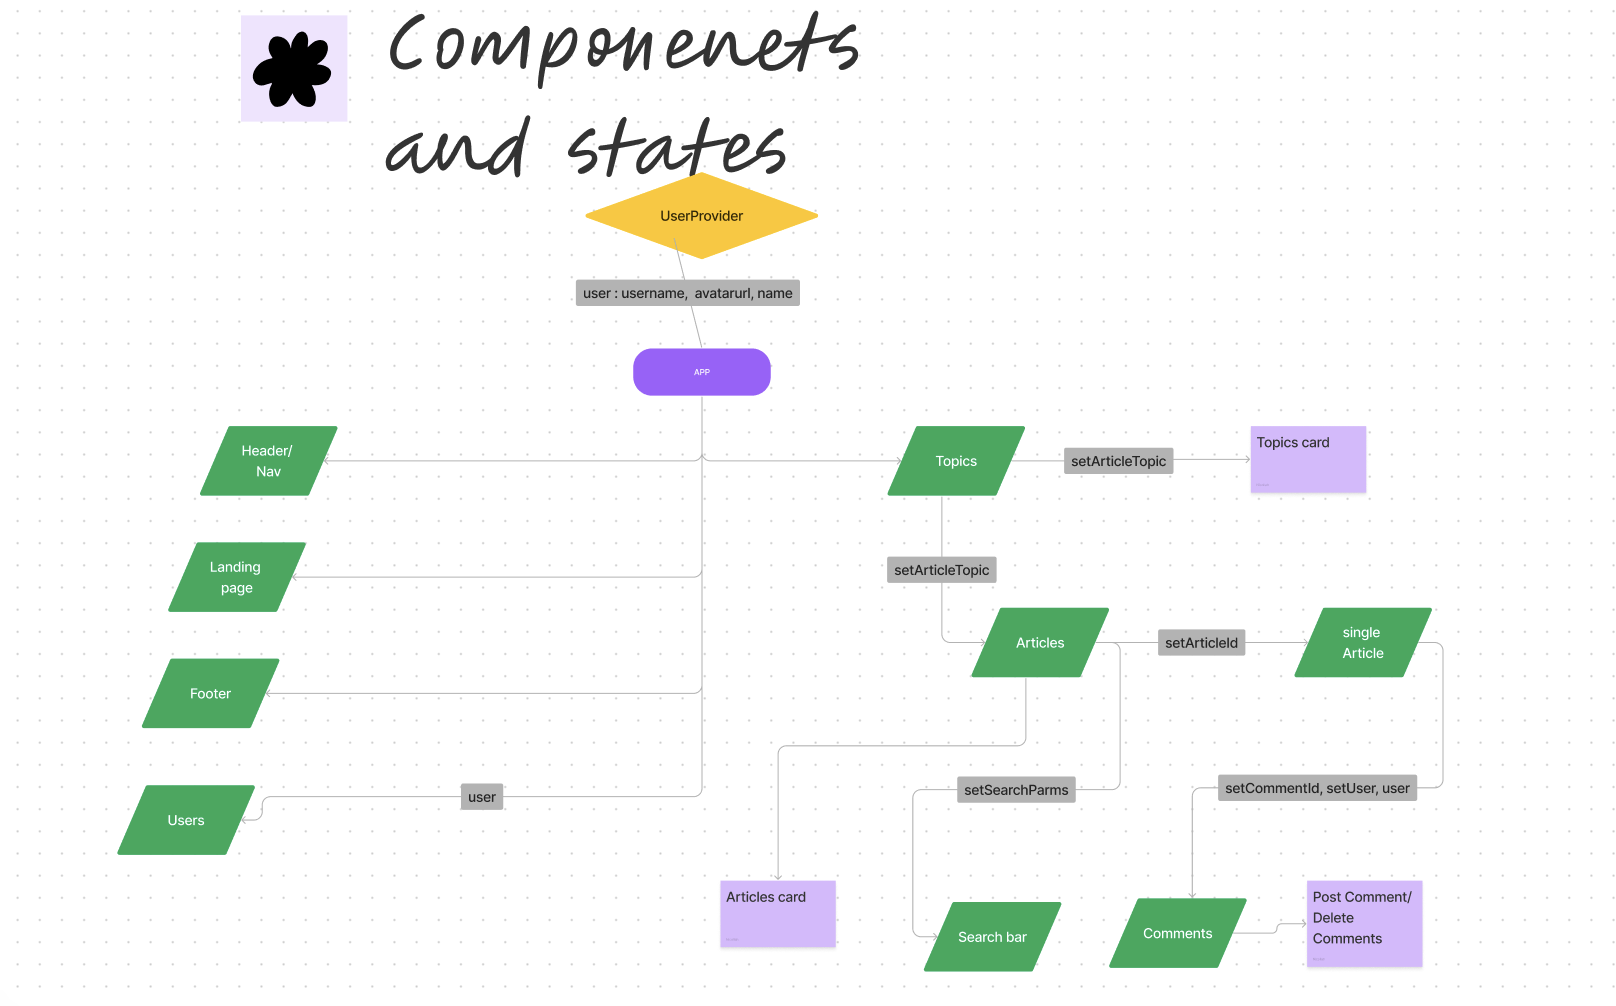 Componenets
and states
UserProvider
user : username,  avatarurl, name
APP
Header/
Nav
Topics
setArticleTopic
Topics card
Landing
page
setArticleTopic
Articles
setArticleId
single
Article
Footer
Users
user
setSearchParms
setCommentId, setUser, user
Articles card
Search bar
Comments
Post Comment/
Delete
Comments